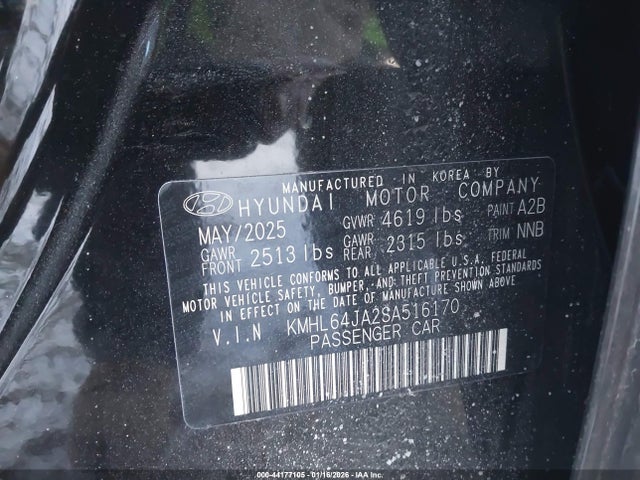 MANUFACTURED IN KOREA BY
HYUNDAI MOTOR COMPANY
MAY/2025 GVWR 4619 lbs PAINT A2B
GAWR FRONT 2513 lbs GAWR REAR 2315 lbs TRIM NNB
THIS VEHICLE CONFORMS TO ALL APPLICABLE U.S.A. FEDERAL
MOTOR VEHICLE SAFETY, BUMPER, AND THEFT PREVENTION STANDARDS
IN EFFECT ON THE DATE OF MANUFACTURE SHOWN ABOVE.
V.I.N KMHL64JA2SA516170
PASSENGER CAR
000-44177105 - 01/16/2026 - IAA Inc.